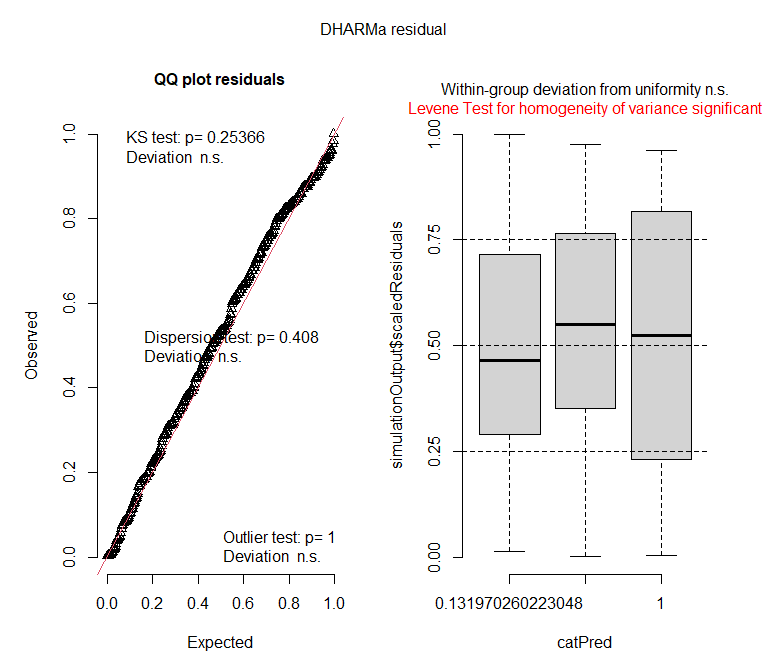 DHARMa residual
QQ plot residuals
KS test: p= 0.25366
Deviation n.s.
Dispersion test: p= 0.408
Deviation n.s.
Outlier test: p= 1
Deviation n.s.
Observed
0.0 0.2 0.4 0.6 0.8 1.0
0.0 0.2 0.4 0.6 0.8 1.0
Expected
Within-group deviation from uniformity n.s.
Levene Test for homogeneity of variance significant
simulationOutput$scaledResiduals
0.00 0.25 0.50 0.75 1.00
0.131970260223048 1
catPred